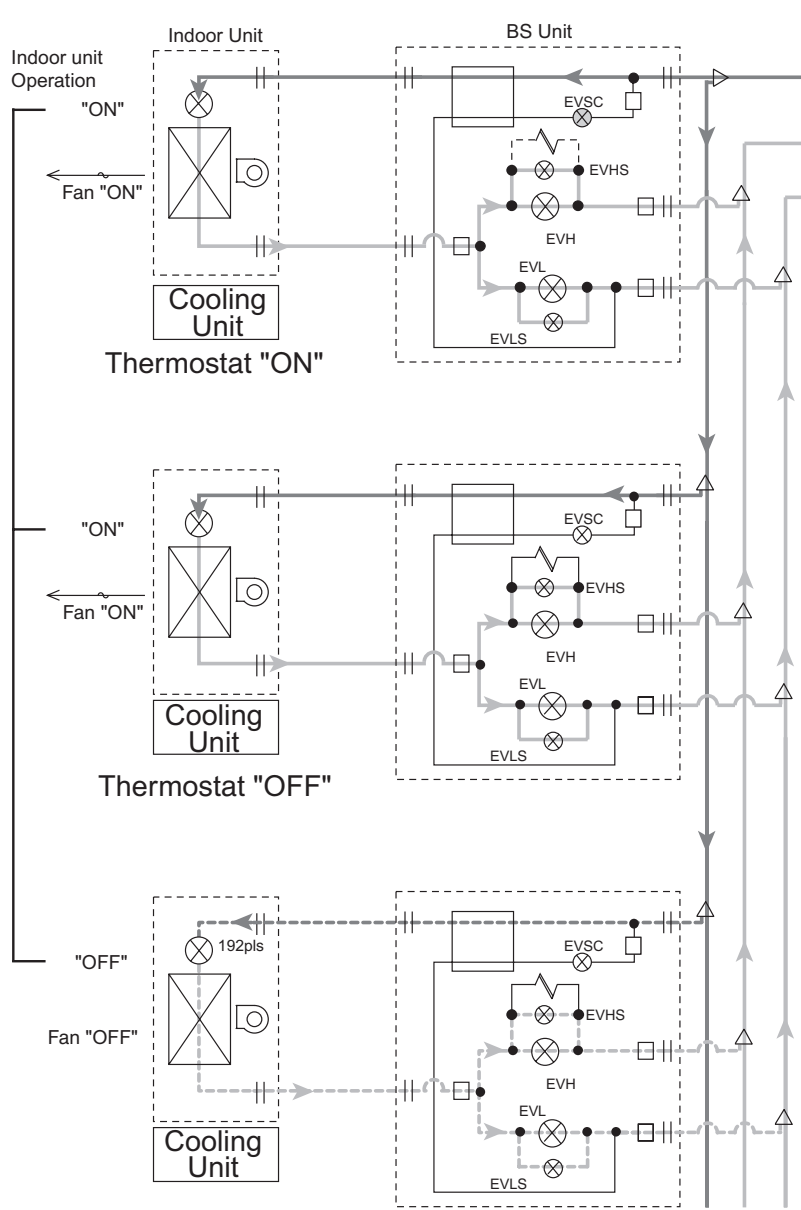 Indoor Unit
BS Unit
Indoor unit
Operation
"ON"
EVSC
Fan "ON"
EVHS
EVH
EVL
Cooling
Unit
EVLS
Thermostat "ON"
"ON"
EVSC
Fan "ON"
EVHS
EVH
EVL
Cooling
Unit
EVLS
Thermostat "OFF"
192pls
EVSC
"OFF"
EVHS
Fan "OFF"
EVH
EVL
Cooling
Unit
EVLS